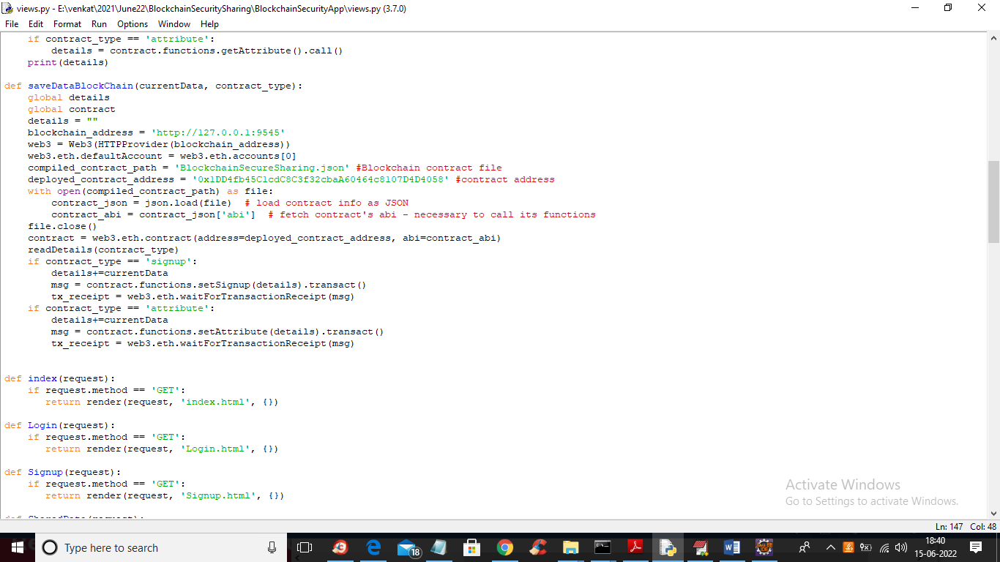 views.py - E:\venkat\2021\June22\BlockchainSecuritySharing\BlockchainSecurityApp\views.py (3.7.0)
File Edit Format Run Options Window Help
    if contract_type == 'attribute':
        details = contract.functions.getAttribute().call()
    print(details)

def saveDataBlockChain(currentData, contract_type):
    global details
    global contract
    details = ""
    blockchain_address = 'http://127.0.0.1:9545'
    web3 = Web3(HTTPProvider(blockchain_address))
    web3.eth.defaultAccount = web3.eth.accounts[0]
    compiled_contract_path = 'BlockchainSecureSharing.json' #Blockchain contract file
    deployed_contract_address = '0x1DD4fb45C1cdC8C3f32cbaA60464c8107D4D4058' #contract address
    with open(compiled_contract_path) as file:
        contract_json = json.load(file)  # load contract info as JSON
        contract_abi = contract_json['abi']  # fetch contract's abi - necessary to call its functions
    file.close()
    contract = web3.eth.contract(address=deployed_contract_address, abi=contract_abi)
    readDetails(contract_type)
    if contract_type == 'signup':
        details+=currentData
        msg = contract.functions.setSignup(details).transact()
        tx_receipt = web3.eth.waitForTransactionReceipt(msg)
    if contract_type == 'attribute':
        details+=currentData
        msg = contract.functions.setAttribute(details).transact()
        tx_receipt = web3.eth.waitForTransactionReceipt(msg)

def index(request):
    if request.method == 'GET':
       return render(request, 'index.html', {})

def Login(request):
    if request.method == 'GET':
       return render(request, 'Login.html', {})

def Signup(request):
    if request.method == 'GET':
       return render(request, 'Signup.html', {})

Activate Windows
Go to Settings to activate Windows.
Ln: 147 Col: 48
Type here to search
18
18:40
15-06-2022